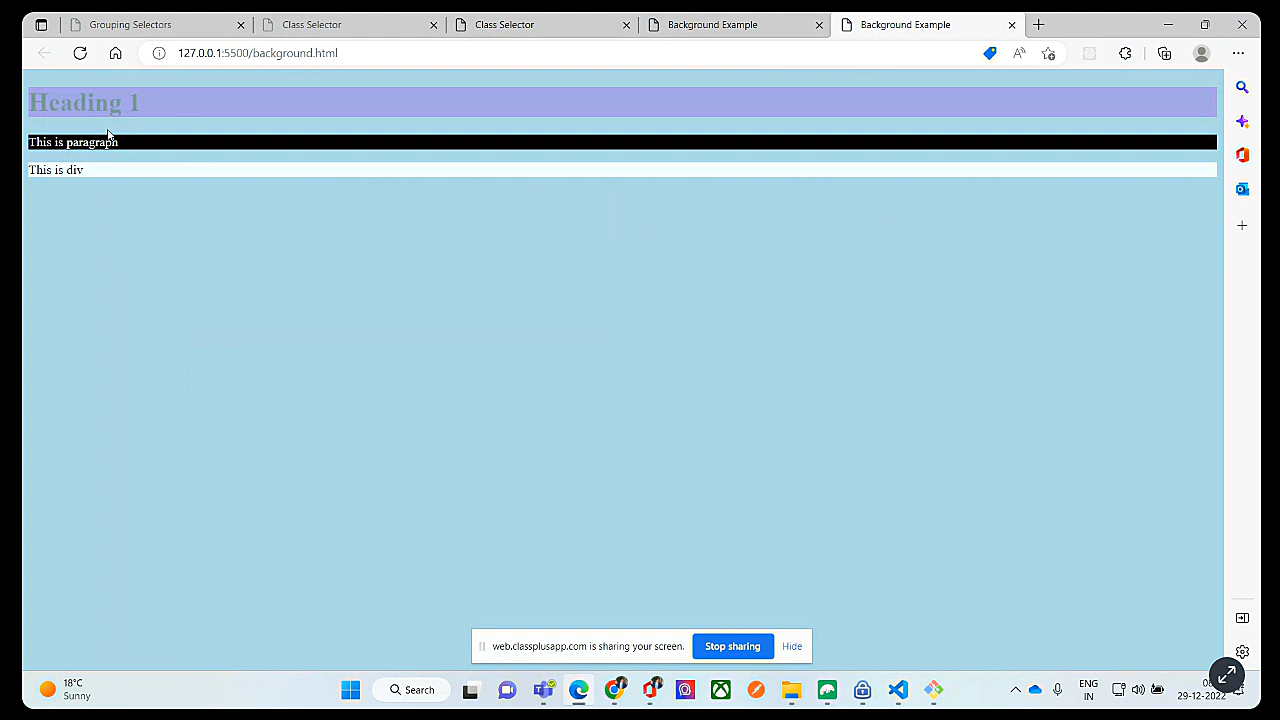 Grouping Selectors
Class Selector
Class Selector
Background Example
Background Example
127.0.0.1:5500/background.html
Heading 1
This is paragraph
This is div
web.classplusapp.com is sharing your screen.
Stop sharing
Hide
18°C
Sunny
Search
ENG
IN
29-12-2022